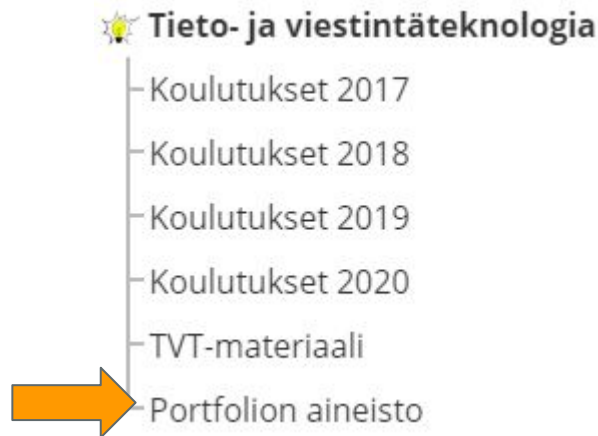 Tieto- ja viestintäteknologia
Koulutukset 2017
Koulutukset 2018
Koulutukset 2019
Koulutukset 2020
TVT-materiaali
Portfolion aineisto